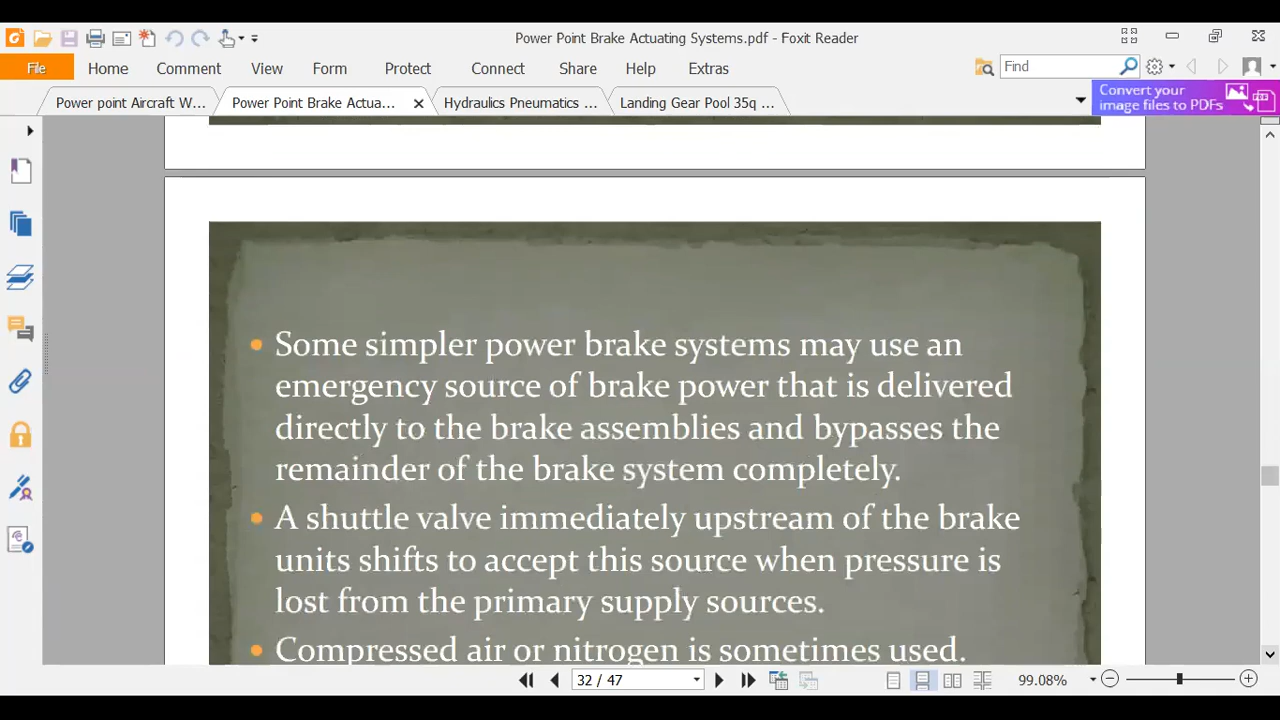 Power Point Brake Actuating Systems.pdf - Foxit Reader
File Home Comment View Form Protect Connect Share Help Extras Find
Convert your
image files to PDFs
Power point Aircraft W... Power Point Brake Actua... Hydraulics Pneumatics ... Landing Gear Pool 35q ...
• Some simpler power brake systems may use an
emergency source of brake power that is delivered
directly to the brake assemblies and bypasses the
remainder of the brake system completely.
• A shuttle valve immediately upstream of the brake
units shifts to accept this source when pressure is
lost from the primary supply sources.
• Compressed air or nitrogen is sometimes used.
32 / 47 99.08%